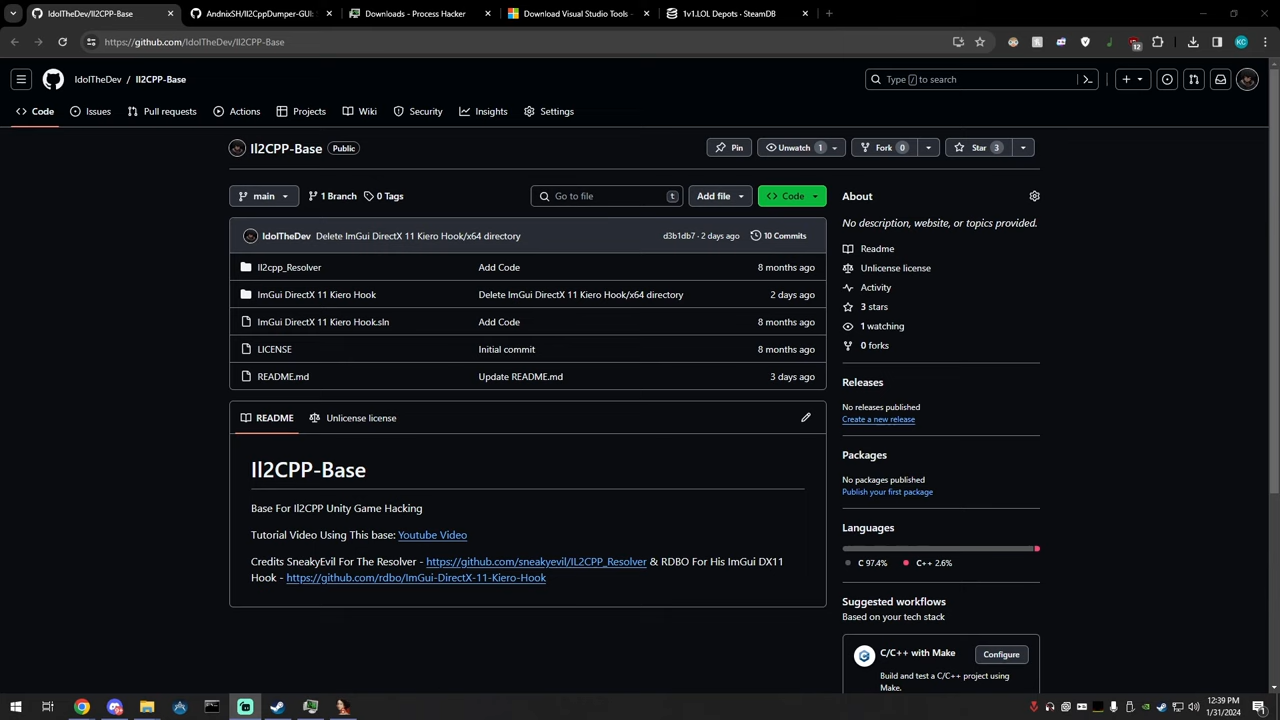 IdolTheDev/Il2CPP-Base
AndnixSH/Il2CppDumper-GUI:
Downloads - Process Hacker
Download Visual Studio Tools -
1v1.LOL Depots · SteamDB
https://github.com/IdolTheDev/Il2CPP-Base
12
KC
IdolTheDev / Il2CPP-Base
Type / to search
Code
Issues
Pull requests
Actions
Projects
Wiki
Security
Insights
Settings
Il2CPP-Base Public
Pin
Unwatch 1
Fork 0
Star 3
main
1 Branch
0 Tags
Go to file t
Add file
Code
IdolTheDev Delete ImGui DirectX 11 Kiero Hook/x64 directory d3b1db7 · 2 days ago 10 Commits
Il2cpp_Resolver Add Code 8 months ago
ImGui DirectX 11 Kiero Hook Delete ImGui DirectX 11 Kiero Hook/x64 directory 2 days ago
ImGui DirectX 11 Kiero Hook.sln Add Code 8 months ago
LICENSE Initial commit 8 months ago
README.md Update README.md 3 days ago
README Unlicense license
Il2CPP-Base
Base For Il2CPP Unity Game Hacking
Tutorial Video Using This base: Youtube Video
Credits SneakyEvil For The Resolver - https://github.com/sneakyevil/IL2CPP_Resolver & RDBO For His ImGui DX11
Hook - https://github.com/rdbo/ImGui-DirectX-11-Kiero-Hook
About
No description, website, or topics provided.
Readme
Unlicense license
Activity
3 stars
1 watching
0 forks
Releases
No releases published
Create a new release
Packages
No packages published
Publish your first package
Languages
C 97.4%
C++ 2.6%
Suggested workflows
Based on your tech stack
C/C++ with Make
Configure
Build and test a C/C++ project using
Make.
12:39 PM
1/31/2024